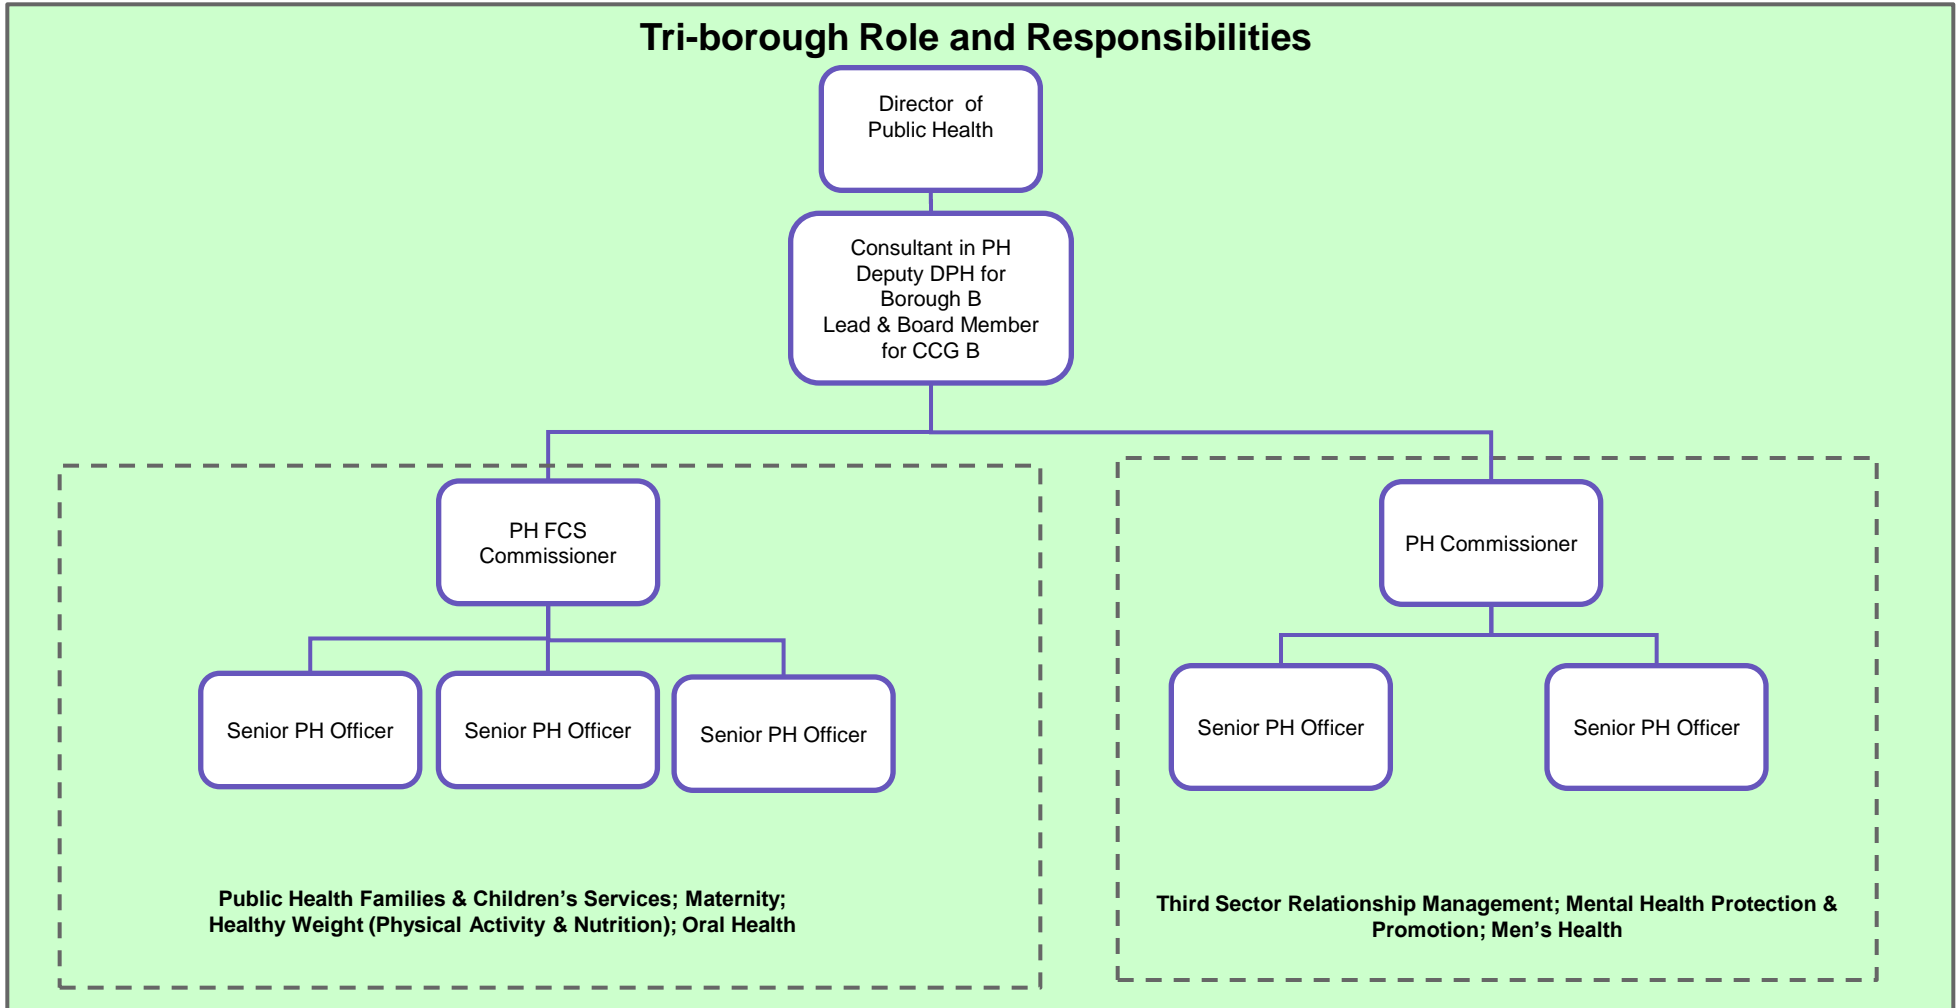 Tri-borough Role and Responsibilities
Director of
Public Health
Consultant in PH
Deputy DPH for
Borough B
Lead & Board Member
for CCG B
PH FCS
Commissioner
PH Commissioner
Senior PH Officer
Senior PH Officer
Senior PH Officer
Senior PH Officer
Senior PH Officer
Public Health Families & Children's Services; Maternity;
Healthy Weight (Physical Activity & Nutrition); Oral Health
Third Sector Relationship Management; Mental Health Protection &
Promotion; Men's Health